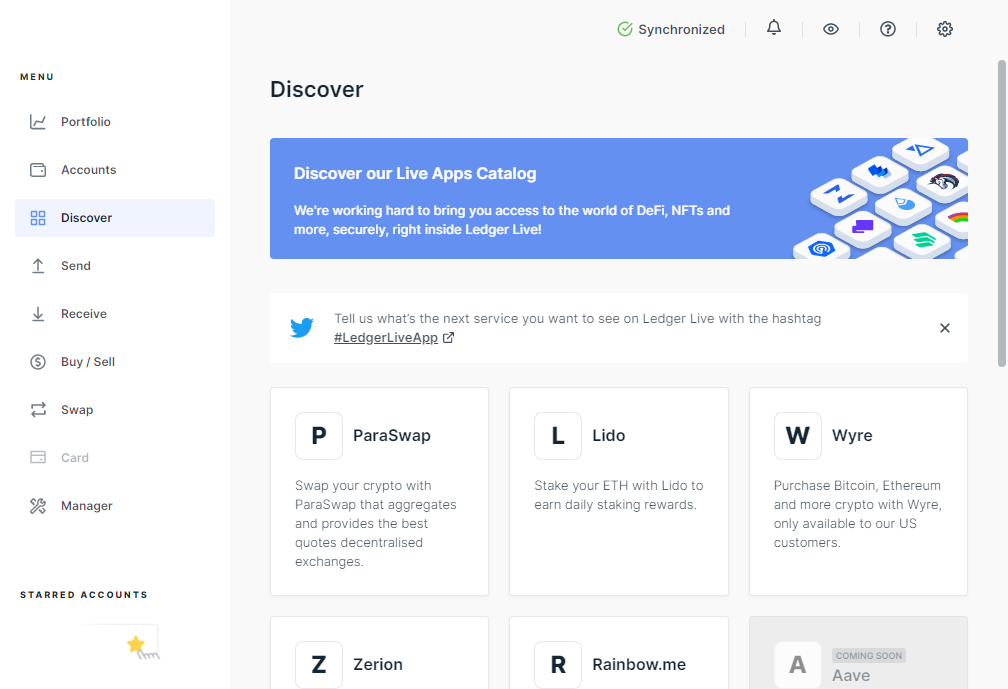 Synchronized
MENU
Portfolio
Accounts
Discover
Send
Receive
Buy / Sell
Swap
Card
Manager
STARRED ACCOUNTS
Discover
Discover our Live Apps Catalog
We're working hard to bring you access to the world of DeFi, NFTs and
more, securely, right inside Ledger Live!
Tell us what's the next service you want to see on Ledger Live with the hashtag
#LedgerLiveApp
P ParaSwap
Swap your crypto with
ParaSwap that aggregates
and provides the best
quotes decentralised
exchanges.
L Lido
Stake your ETH with Lido to
earn daily staking rewards.
W Wyre
Purchase Bitcoin, Ethereum
and more crypto with Wyre,
only available to our US
customers.
Z Zerion
R Rainbow.me
COMING SOON
A Aave